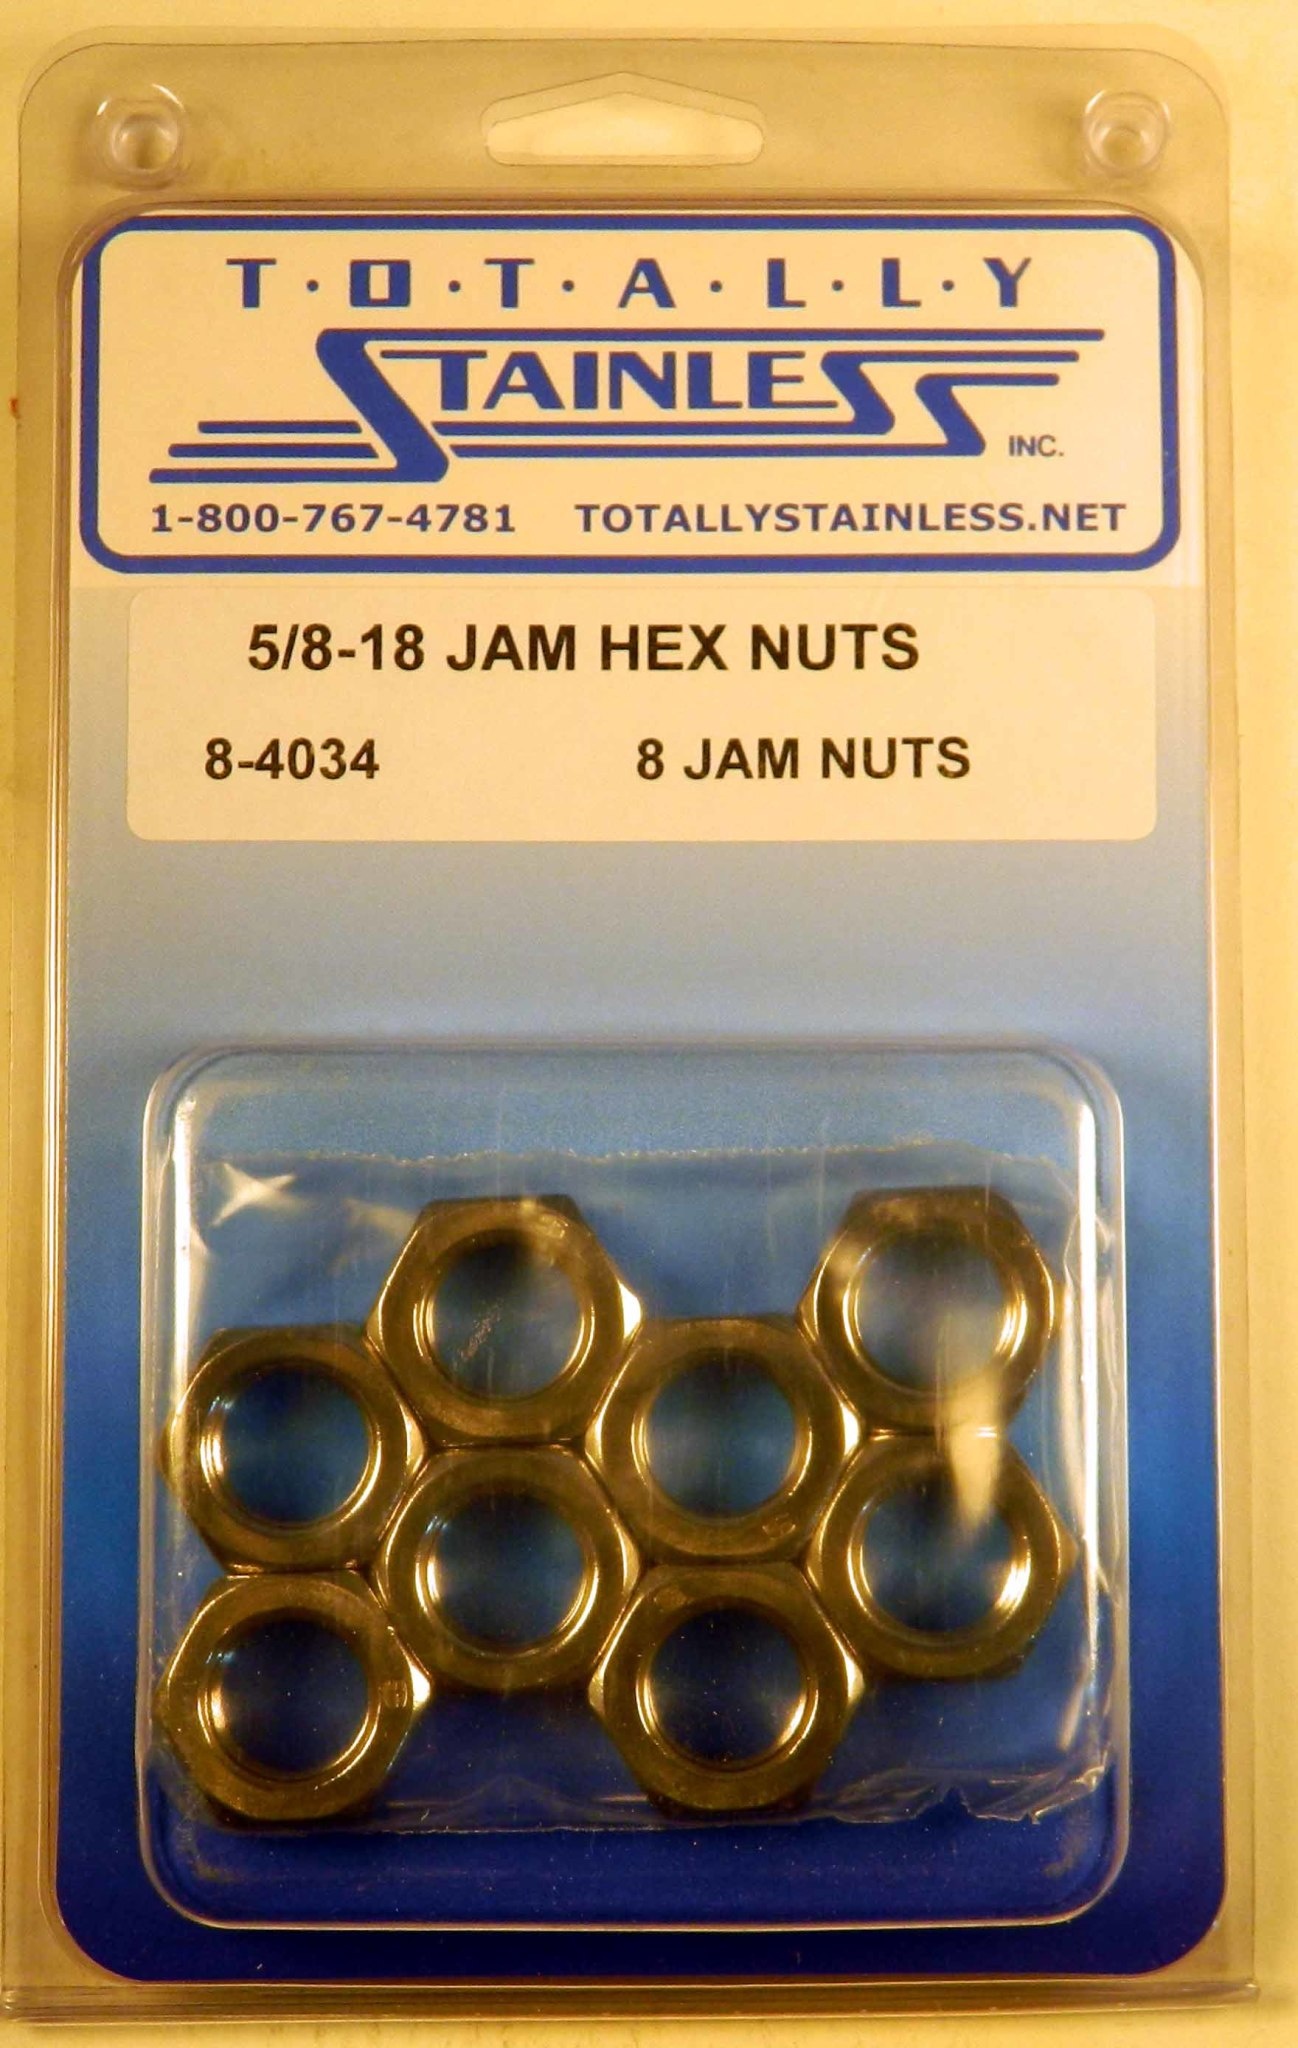 T·O·T·A·L·L·Y
STAINLESS INC.
1-800-767-4781 TOTALLYSTAINLESS.NET
5/8-18 JAM HEX NUTS
8-4034 8 JAM NUTS